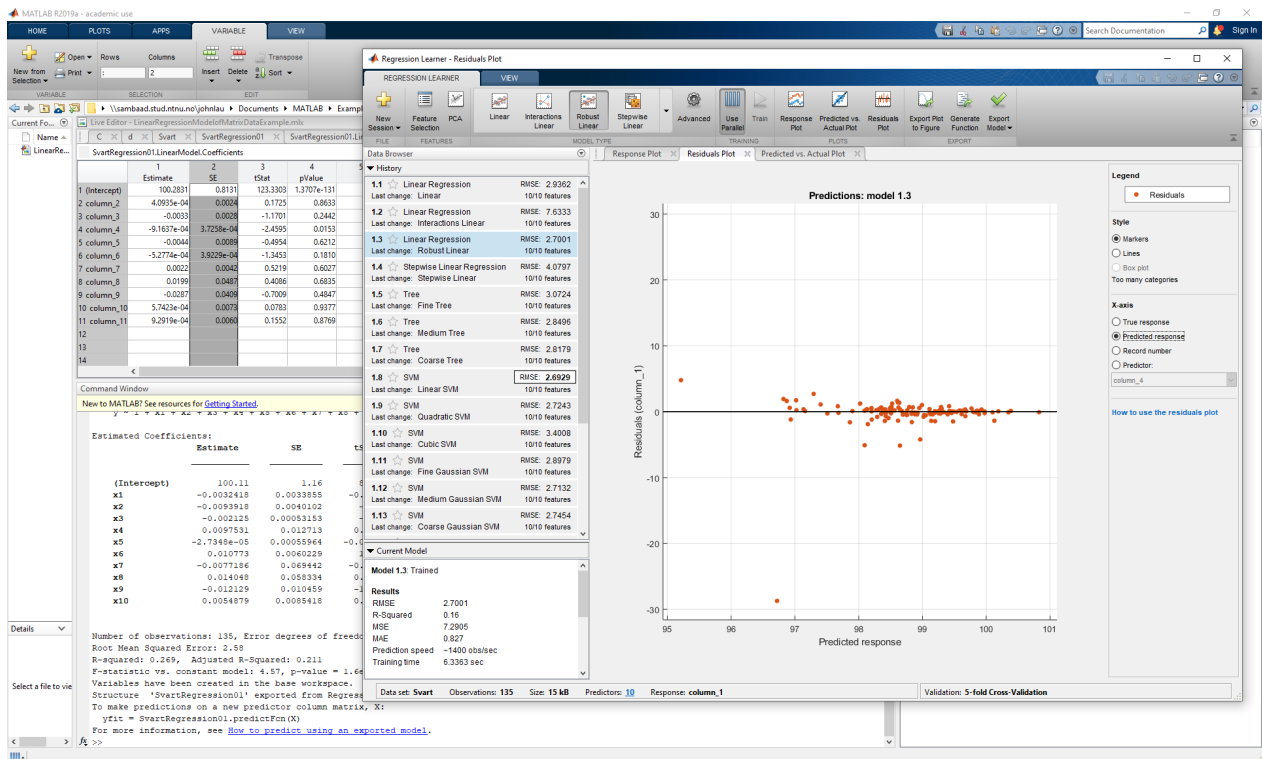 MATLAB R2019a - academic use
HOME PLOTS APPS VARIABLE VIEW
Search Documentation Sign In
New from Selection Open Print Rows Columns : 2 Insert Delete Transpose Sort
VARIABLE SELECTION EDIT
\\sambaad.stud.ntnu.no\johnlau Documents MATLAB Exampl
Current Fo...
Name
LinearRe...
Live Editor - LinearRegressionModelofMatrixDataExample.mlx
C d Svart SvartRegression01 SvartRegression01.Lin
SvartRegression01.LinearModel.Coefficients
1 2 3 4 5
Estimate SE tStat pValue
1 (Intercept) 100.2831 0.8131 123.3303 1.3707e-131
2 column_2 4.0935e-04 0.0024 0.1725 0.8633
3 column_3 -0.0033 0.0028 -1.1701 0.2442
4 column_4 -9.1637e-04 3.7258e-04 -2.4595 0.0153
5 column_5 -0.0044 0.0089 -0.4954 0.6212
6 column_6 -5.2774e-04 3.9229e-04 -1.3453 0.1810
7 column_7 0.0022 0.0042 0.5219 0.6027
8 column_8 0.0199 0.0487 0.4086 0.6835
9 column_9 -0.0287 0.0409 -0.7009 0.4847
10 column_10 5.7423e-04 0.0073 0.0783 0.9377
11 column_11 9.2919e-04 0.0060 0.1552 0.8769
12
13
14
Command Window
New to MATLAB? See resources for Getting Started.
y ~ 1 + x1 + x2 + x3 + x4 + x5 + x6 + x7 + x8 +
Estimated Coefficients:
Estimate SE tS
(Intercept) 100.11 1.16 8
x1 -0.0032418 0.0033855 -0.
x2 -0.0093918 0.0040102 -
x3 -0.002125 0.00053153 -
x4 0.0097531 0.012713 0.
x5 -2.7348e-05 0.00055964 -0.0
x6 0.010773 0.0060229 1
x7 -0.0077186 0.069442 -0.
x8 0.014048 0.058334 0.
x9 -0.012129 0.010459 -1
x10 0.0054879 0.0085418 0.
Number of observations: 135, Error degrees of freedo
Root Mean Squared Error: 2.58
R-squared: 0.269, Adjusted R-Squared: 0.211
F-statistic vs. constant model: 4.57, p-value = 1.6e
Variables have been created in the base workspace.
Structure 'SvartRegression01' exported from Regress
To make predictions on a new predictor column matrix, X:
yfit = SvartRegression01.predictFcn(X)
For more information, see How to predict using an exported model.
fx >>
Details
Select a file to vie
Regression Learner - Residuals Plot
REGRESSION LEARNER VIEW
New Session Feature Selection PCA Linear Interactions Linear Robust Linear Stepwise Linear Advanced Use Parallel Train Response Plot Predicted vs. Actual Plot Residuals Plot Export Plot to Figure Generate Function Export Model
FILE FEATURES MODEL TYPE TRAINING PLOTS EXPORT
Data Browser
Response Plot Residuals Plot Predicted vs. Actual Plot
History
1.1 Linear Regression RMSE: 2.9362
Last change: Linear 10/10 features
1.2 Linear Regression RMSE: 7.6333
Last change: Interactions Linear 10/10 features
1.3 Linear Regression RMSE: 2.7001
Last change: Robust Linear 10/10 features
1.4 Stepwise Linear Regression RMSE: 4.0797
Last change: Stepwise Linear 10/10 features
1.5 Tree RMSE: 3.0724
Last change: Fine Tree 10/10 features
1.6 Tree RMSE: 2.8496
Last change: Medium Tree 10/10 features
1.7 Tree RMSE: 2.8179
Last change: Coarse Tree 10/10 features
1.8 SVM RMSE: 2.6929
Last change: Linear SVM 10/10 features
1.9 SVM RMSE: 2.7243
Last change: Quadratic SVM 10/10 features
1.10 SVM RMSE: 3.4008
Last change: Cubic SVM 10/10 features
1.11 SVM RMSE: 2.8979
Last change: Fine Gaussian SVM 10/10 features
1.12 SVM RMSE: 2.7132
Last change: Medium Gaussian SVM 10/10 features
1.13 SVM RMSE: 2.7454
Last change: Coarse Gaussian SVM 10/10 features
Current Model
Model 1.3: Trained
Results
RMSE 2.7001
R-Squared 0.16
MSE 7.2905
MAE 0.827
Prediction speed ~1400 obs/sec
Training time 6.3363 sec
Predictions: model 1.3
Residuals (column_1)
30
20
10
0
-10
-20
-30
95 96 97 98 99 100 101
Predicted response
Legend
Residuals
Style
Markers
Lines
Box plot
Too many categories
X-axis
True response
Predicted response
Record number
Predictor:
column_4
How to use the residuals plot
Data set: Svart Observations: 135 Size: 15 kB Predictors: 10 Response: column_1 Validation: 5-fold Cross-Validation